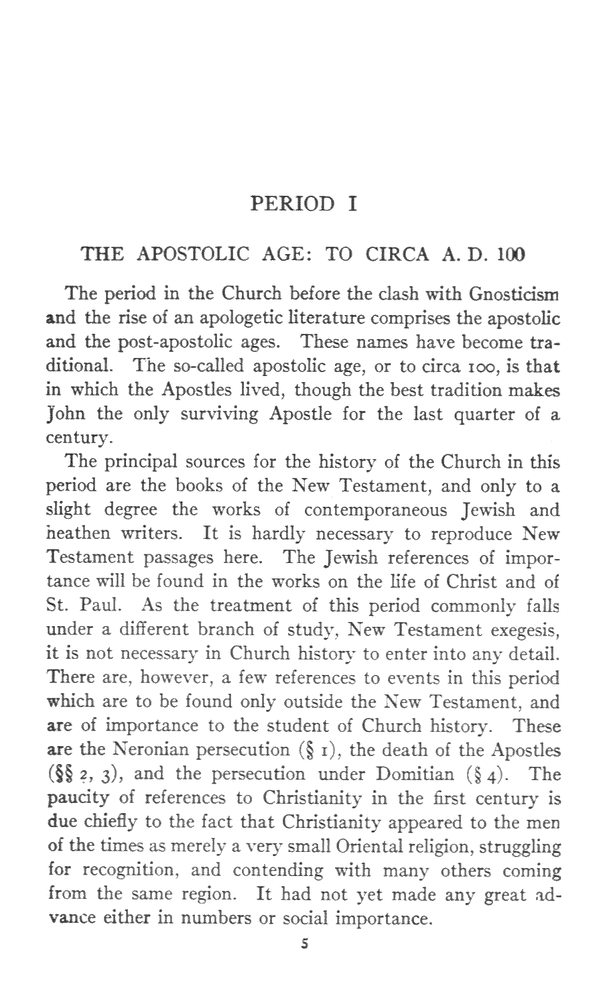 PERIOD I
THE APOSTOLIC AGE: TO CIRCA A. D. 100
The period in the Church before the clash with Gnosticism
and the rise of an apologetic literature comprises the apostolic
and the post-apostolic ages. These names have become tra-
ditional. The so-called apostolic age, or to circa 100, is that
in which the Apostles lived, though the best tradition makes
John the only surviving Apostle for the last quarter of a
century.
The principal sources for the history of the Church in this
period are the books of the New Testament, and only to a
slight degree the works of contemporaneous Jewish and
heathen writers. It is hardly necessary to reproduce New
Testament passages here. The Jewish references of impor-
tance will be found in the works on the life of Christ and of
St. Paul. As the treatment of this period commonly falls
under a different branch of study, New Testament exegesis,
it is not necessary in Church history to enter into any detail.
There are, however, a few references to events in this period
which are to be found only outside the New Testament, and
are of importance to the student of Church history. These
are the Neronian persecution (§ 1), the death of the Apostles
(§§ 2, 3), and the persecution under Domitian (§ 4). The
paucity of references to Christianity in the first century is
due chiefly to the fact that Christianity appeared to the men
of the times as merely a very small Oriental religion, struggling
for recognition, and contending with many others coming
from the same region. It had not yet made any great ad-
vance either in numbers or social importance.
5